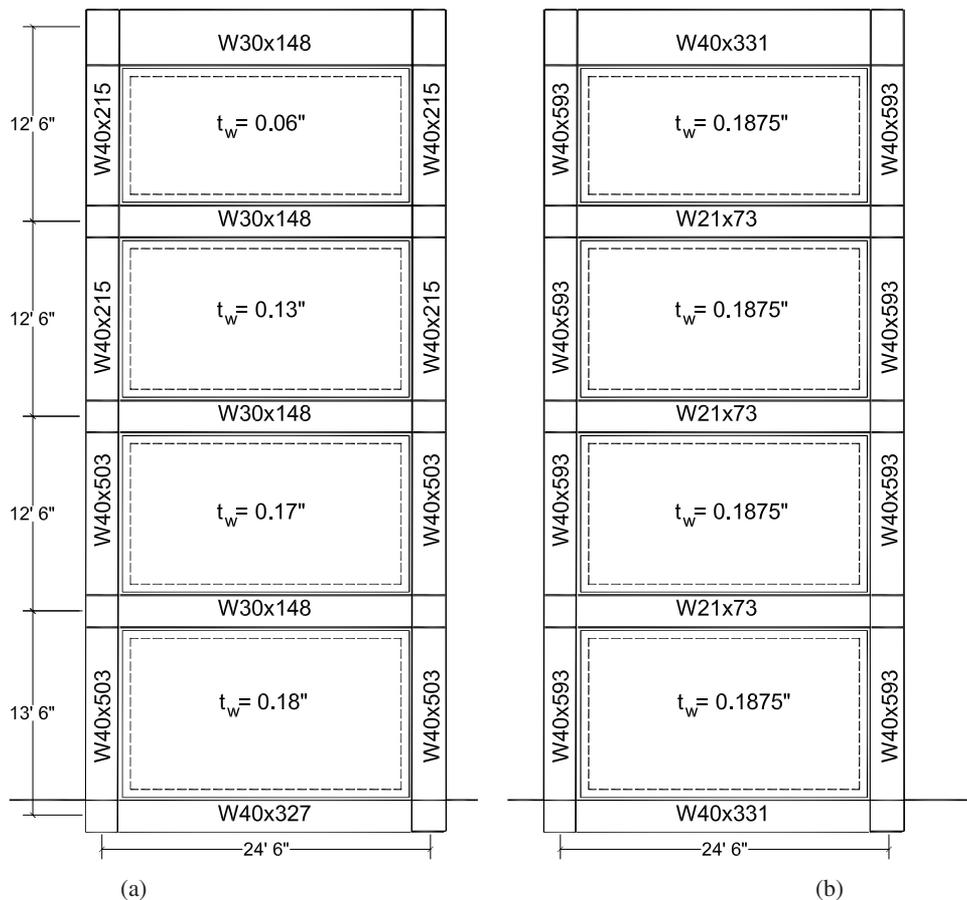 W30x148
W40x215
W40x215
t_w= 0.06"
12' 6"
W30x148
W40x215
W40x215
t_w= 0.13"
12' 6"
W30x148
W40x503
W40x503
t_w= 0.17"
12' 6"
W30x148
W40x503
W40x503
t_w= 0.18"
13' 6"
W40x327
24' 6"
(a)
W40x331
W40x593
W40x593
t_w= 0.1875"
W21x73
W40x593
W40x593
t_w= 0.1875"
W21x73
W40x593
W40x593
t_w= 0.1875"
W21x73
W40x593
W40x593
t_w= 0.1875"
W40x331
24' 6"
(b)